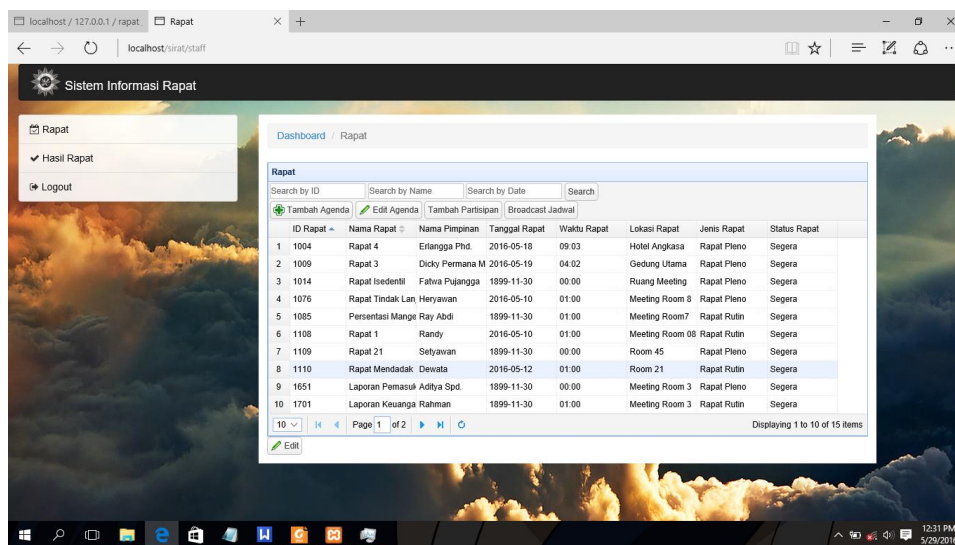 localhost / 127.0.0.1 / rapat
Rapat
localhost/sirat/staff
Sistem Informasi Rapat
Rapat
Hasil Rapat
Logout
Dashboard / Rapat
Rapat
Search by ID Search by Name Search by Date Search
Tambah Agenda Edit Agenda Tambah Partisipan Broadcast Jadwal
ID Rapat Nama Rapat Nama Pimpinan Tanggal Rapat Waktu Rapat Lokasi Rapat Jenis Rapat Status Rapat
1 1004 Rapat 4 Erlangga Phd. 2016-05-18 09:03 Hotel Angkasa Rapat Pleno Segera
2 1009 Rapat 3 Dicky Permana M 2016-05-19 04:02 Gedung Utama Rapat Pleno Segera
3 1014 Rapat Isedentil Fatwa Pujangga 1899-11-30 00:00 Ruang Meeting Rapat Pleno Segera
4 1076 Rapat Tindak Lan Heryawan 2016-05-10 01:00 Meeting Room 8 Rapat Pleno Segera
5 1085 Persentasi Mange Ray Abdi 1899-11-30 01:00 Meeting Room7 Rapat Rutin Segera
6 1108 Rapat 1 Randy 2016-05-10 01:00 Meeting Room 08 Rapat Rutin Segera
7 1109 Rapat 21 Setyawan 1899-11-30 00:00 Room 45 Rapat Pleno Segera
8 1110 Rapat Mendadak Dewata 2016-05-12 01:00 Room 21 Rapat Rutin Segera
9 1651 Laporan Pemasuk Aditya Spd. 1899-11-30 00:00 Meeting Room 3 Rapat Pleno Segera
10 1701 Laporan Keuanga Rahman 1899-11-30 01:00 Meeting Room 3 Rapat Rutin Segera
10 Page 1 of 2 Displaying 1 to 10 of 15 items
Edit
12:31 PM
5/29/2016